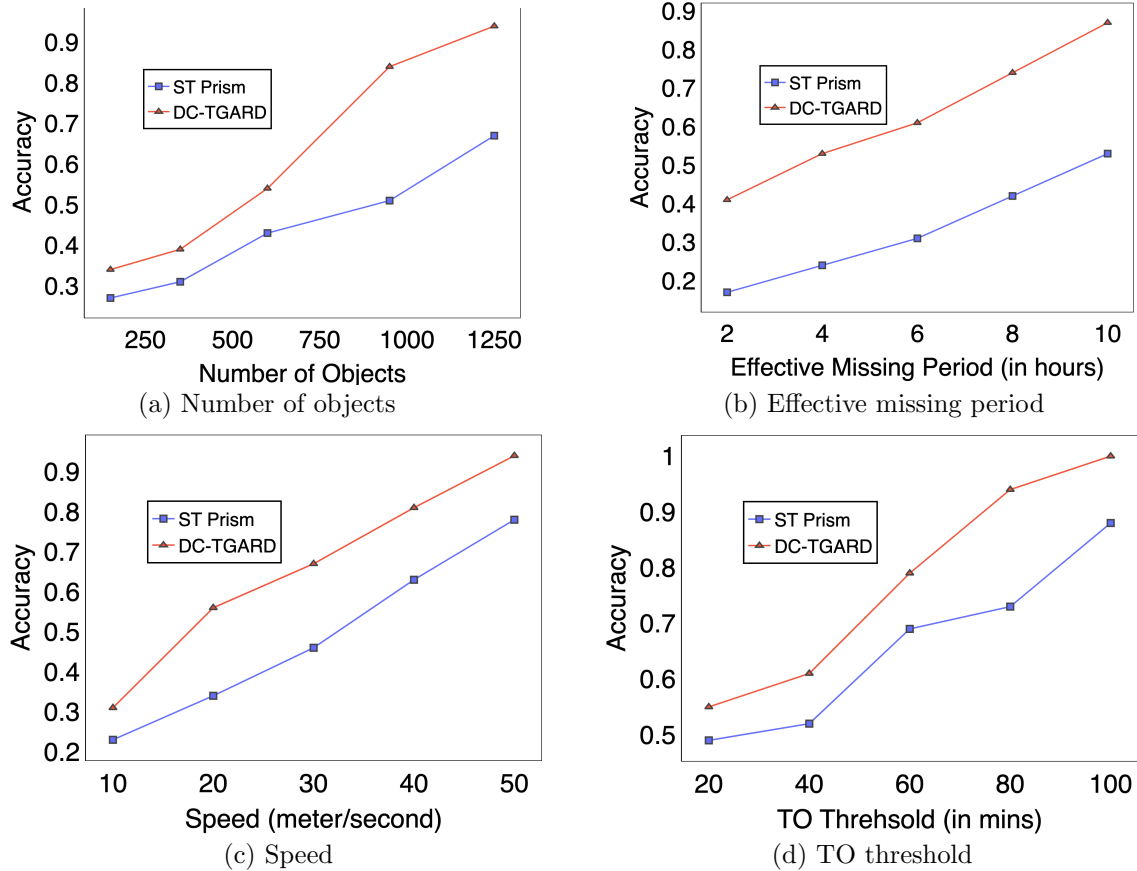 Accuracy
0.9
0.8
0.7
0.6
0.5
0.4
0.3
ST Prism
DC-TGARD
250 500 750 1000 1250
Number of Objects
(a) Number of objects
Accuracy
0.9
0.8
0.7
0.6
0.5
0.4
0.3
0.2
ST Prism
DC-TGARD
2 4 6 8 10
Effective Missing Period (in hours)
(b) Effective missing period
Accuracy
0.9
0.8
0.7
0.6
0.5
0.4
0.3
0.2
ST Prism
DC-TGARD
10 20 30 40 50
Speed (meter/second)
(c) Speed
Accuracy
1
0.9
0.8
0.7
0.6
0.5
ST Prism
DC-TGARD
20 40 60 80 100
TO Threhsold (in mins)
(d) TO threshold